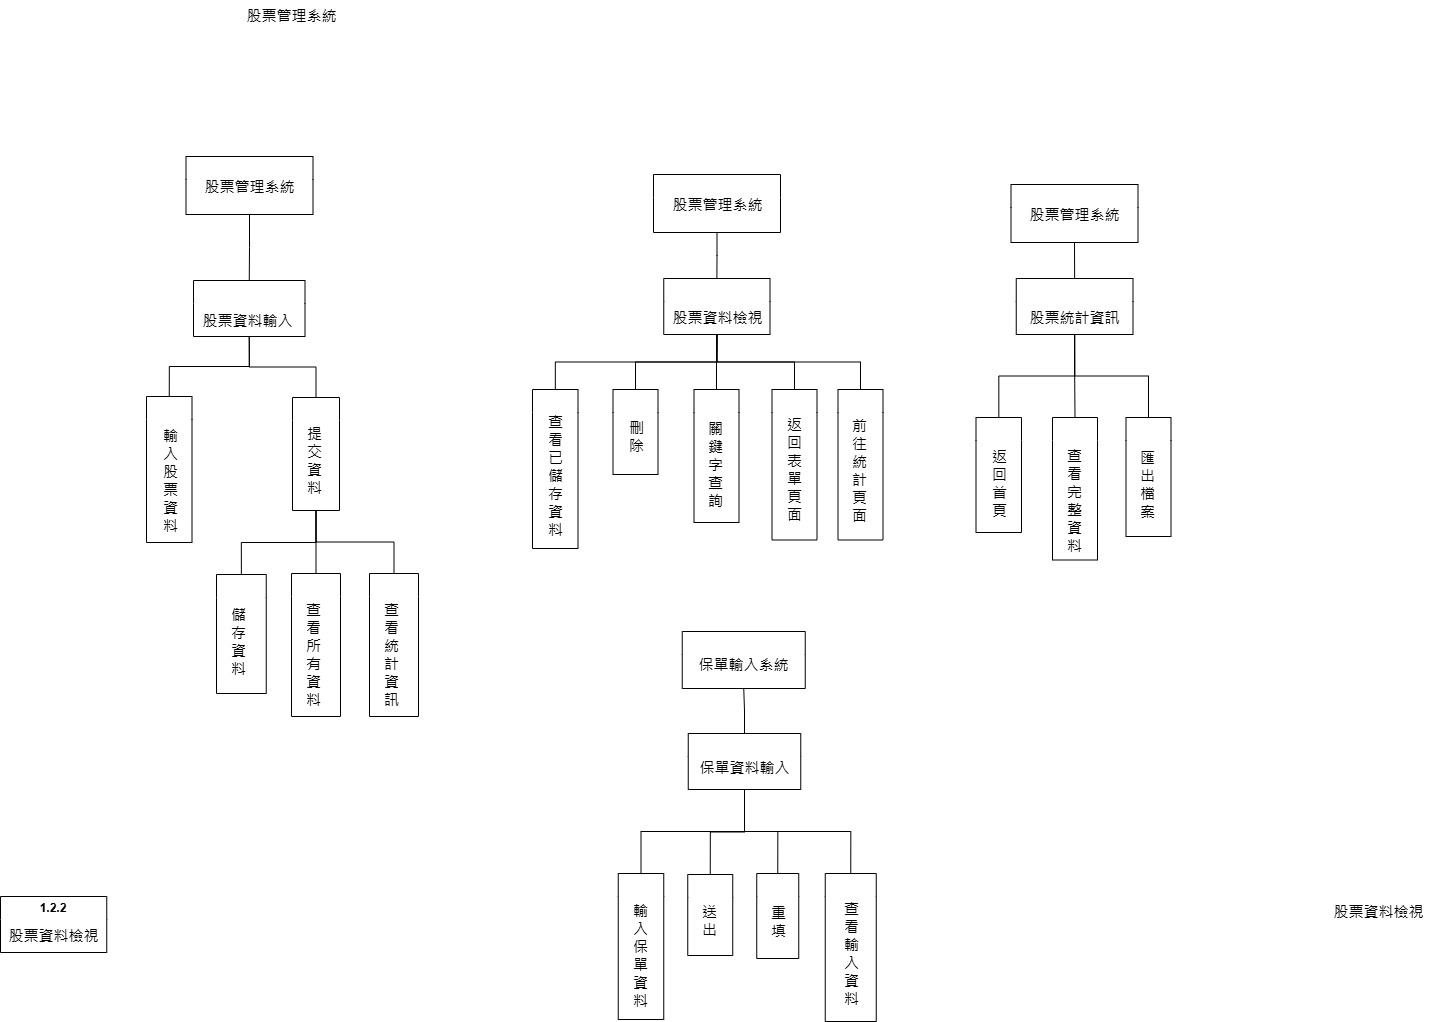 股票管理系統
股票管理系統
股票資料輸入
輸入股票資料
提交資料
儲存資料
查看所有資料
查看統計資訊
股票管理系統
股票資料檢視
查看已儲存資料
刪除
關鍵字查詢
返回表單頁面
前往統計頁面
股票管理系統
股票統計資訊
返回首頁
查看完整資料
匯出檔案
保單輸入系統
保單資料輸入
輸入保單資料
送出
重填
查看輸入資料
1.2.2
股票資料檢視
股票資料檢視